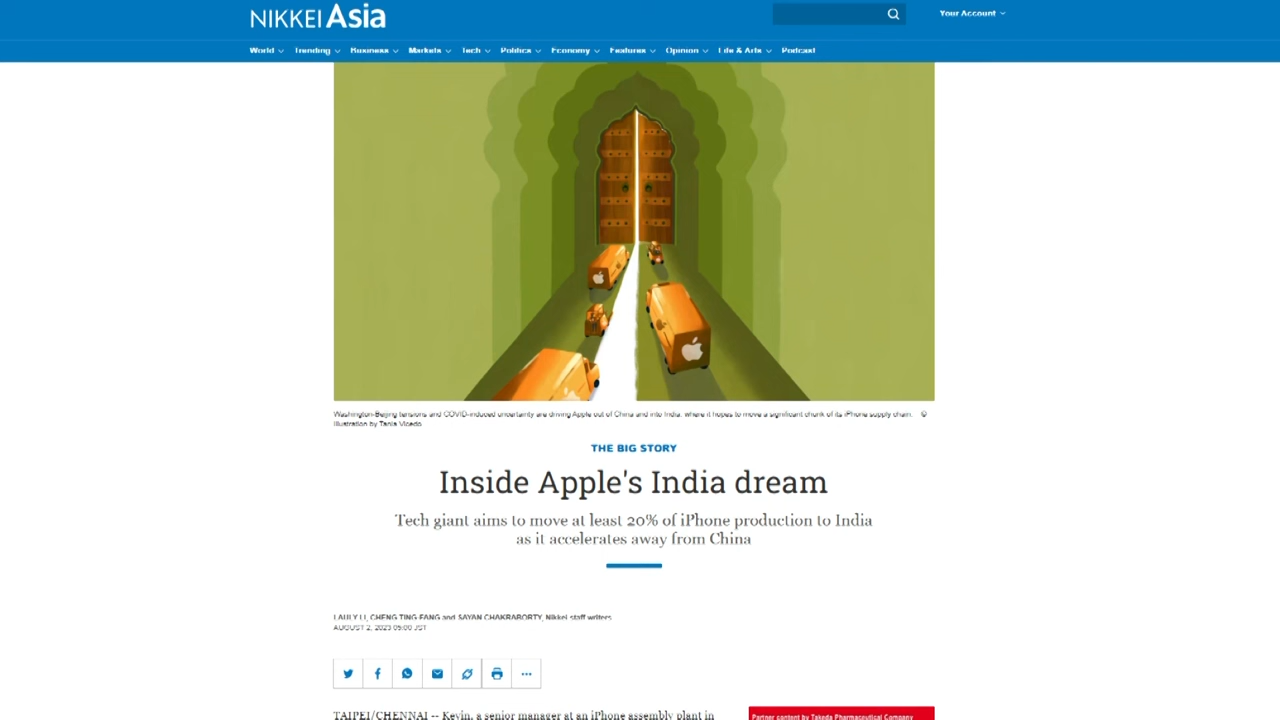 NIKKEI Asia
Your Account
World Trending Business Markets Tech Politics Economy Features Opinion Life & Arts Podcast
Washington-Beijing tensions and COVID-induced uncertainty are driving Apple out of China and into India, where it hopes to move a significant chunk of its iPhone supply chain. ©
Illustration by Tania Vicedo
THE BIG STORY
Inside Apple's India dream
Tech giant aims to move at least 20% of iPhone production to India
as it accelerates away from China
LAULY LI, CHENG TING-FANG and SAYAN CHAKRABORTY, Nikkei staff writers
AUGUST 2, 2023 05:00 JST
TAIPEI/CHENNAI -- Kevin, a senior manager at an iPhone assembly plant in
Partner content by Takeda Pharmaceutical Company